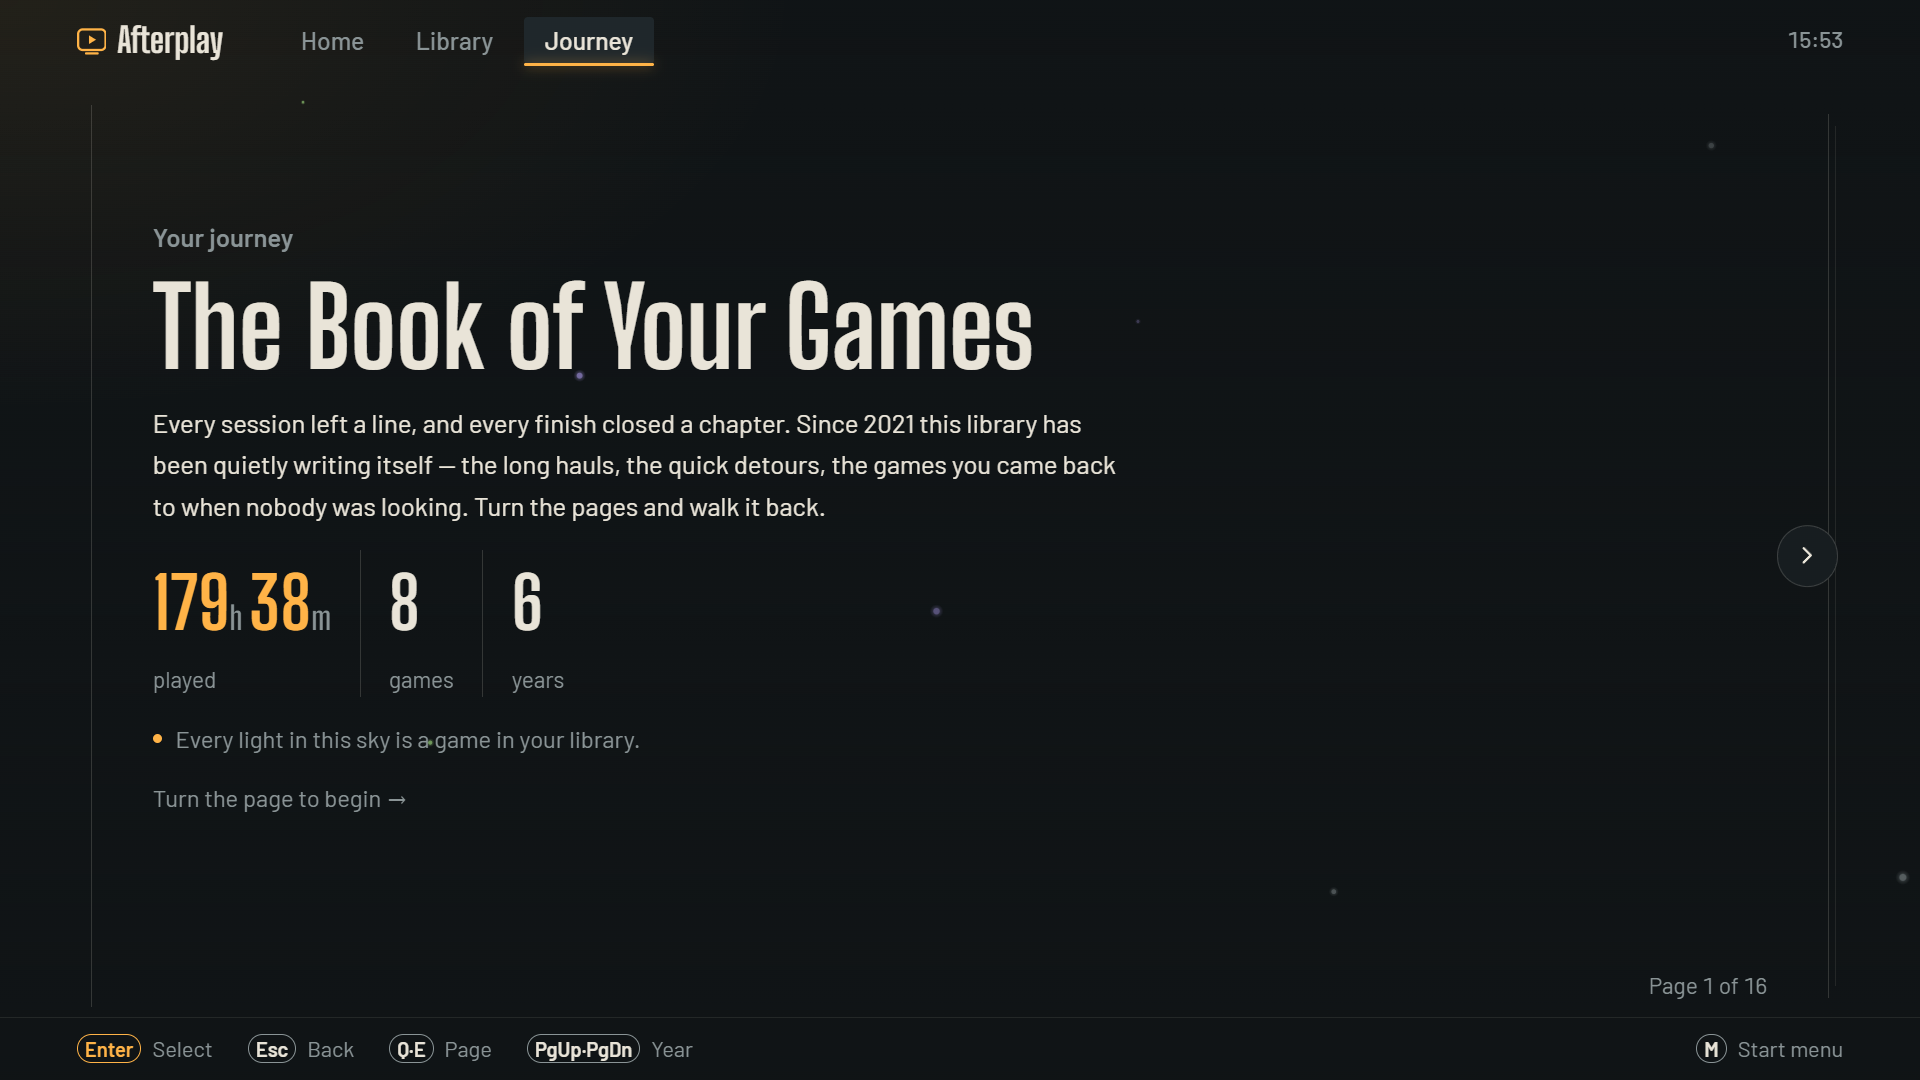 Afterplay
Home
Library
Journey
15:53
Your journey
The Book of Your Games
Every session left a line, and every finish closed a chapter. Since 2021 this library has
been quietly writing itself — the long hauls, the quick detours, the games you came back
to when nobody was looking. Turn the pages and walk it back.
179h 38m
played
8
games
6
years
Every light in this sky is a game in your library.
Turn the page to begin →
Page 1 of 16
Enter Select
Esc Back
Q·E Page
PgUp·PgDn Year
M Start menu